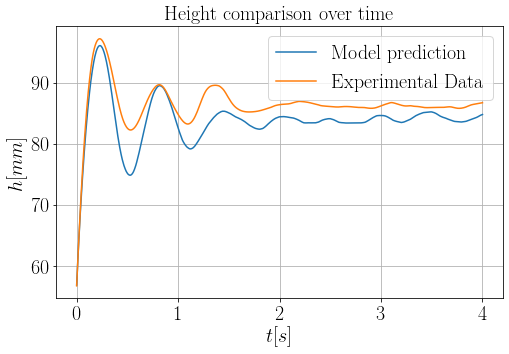 Height comparison over time
Model prediction
Experimental Data
h[mm]
90
80
70
60
0 1 2 3 4
t[s]